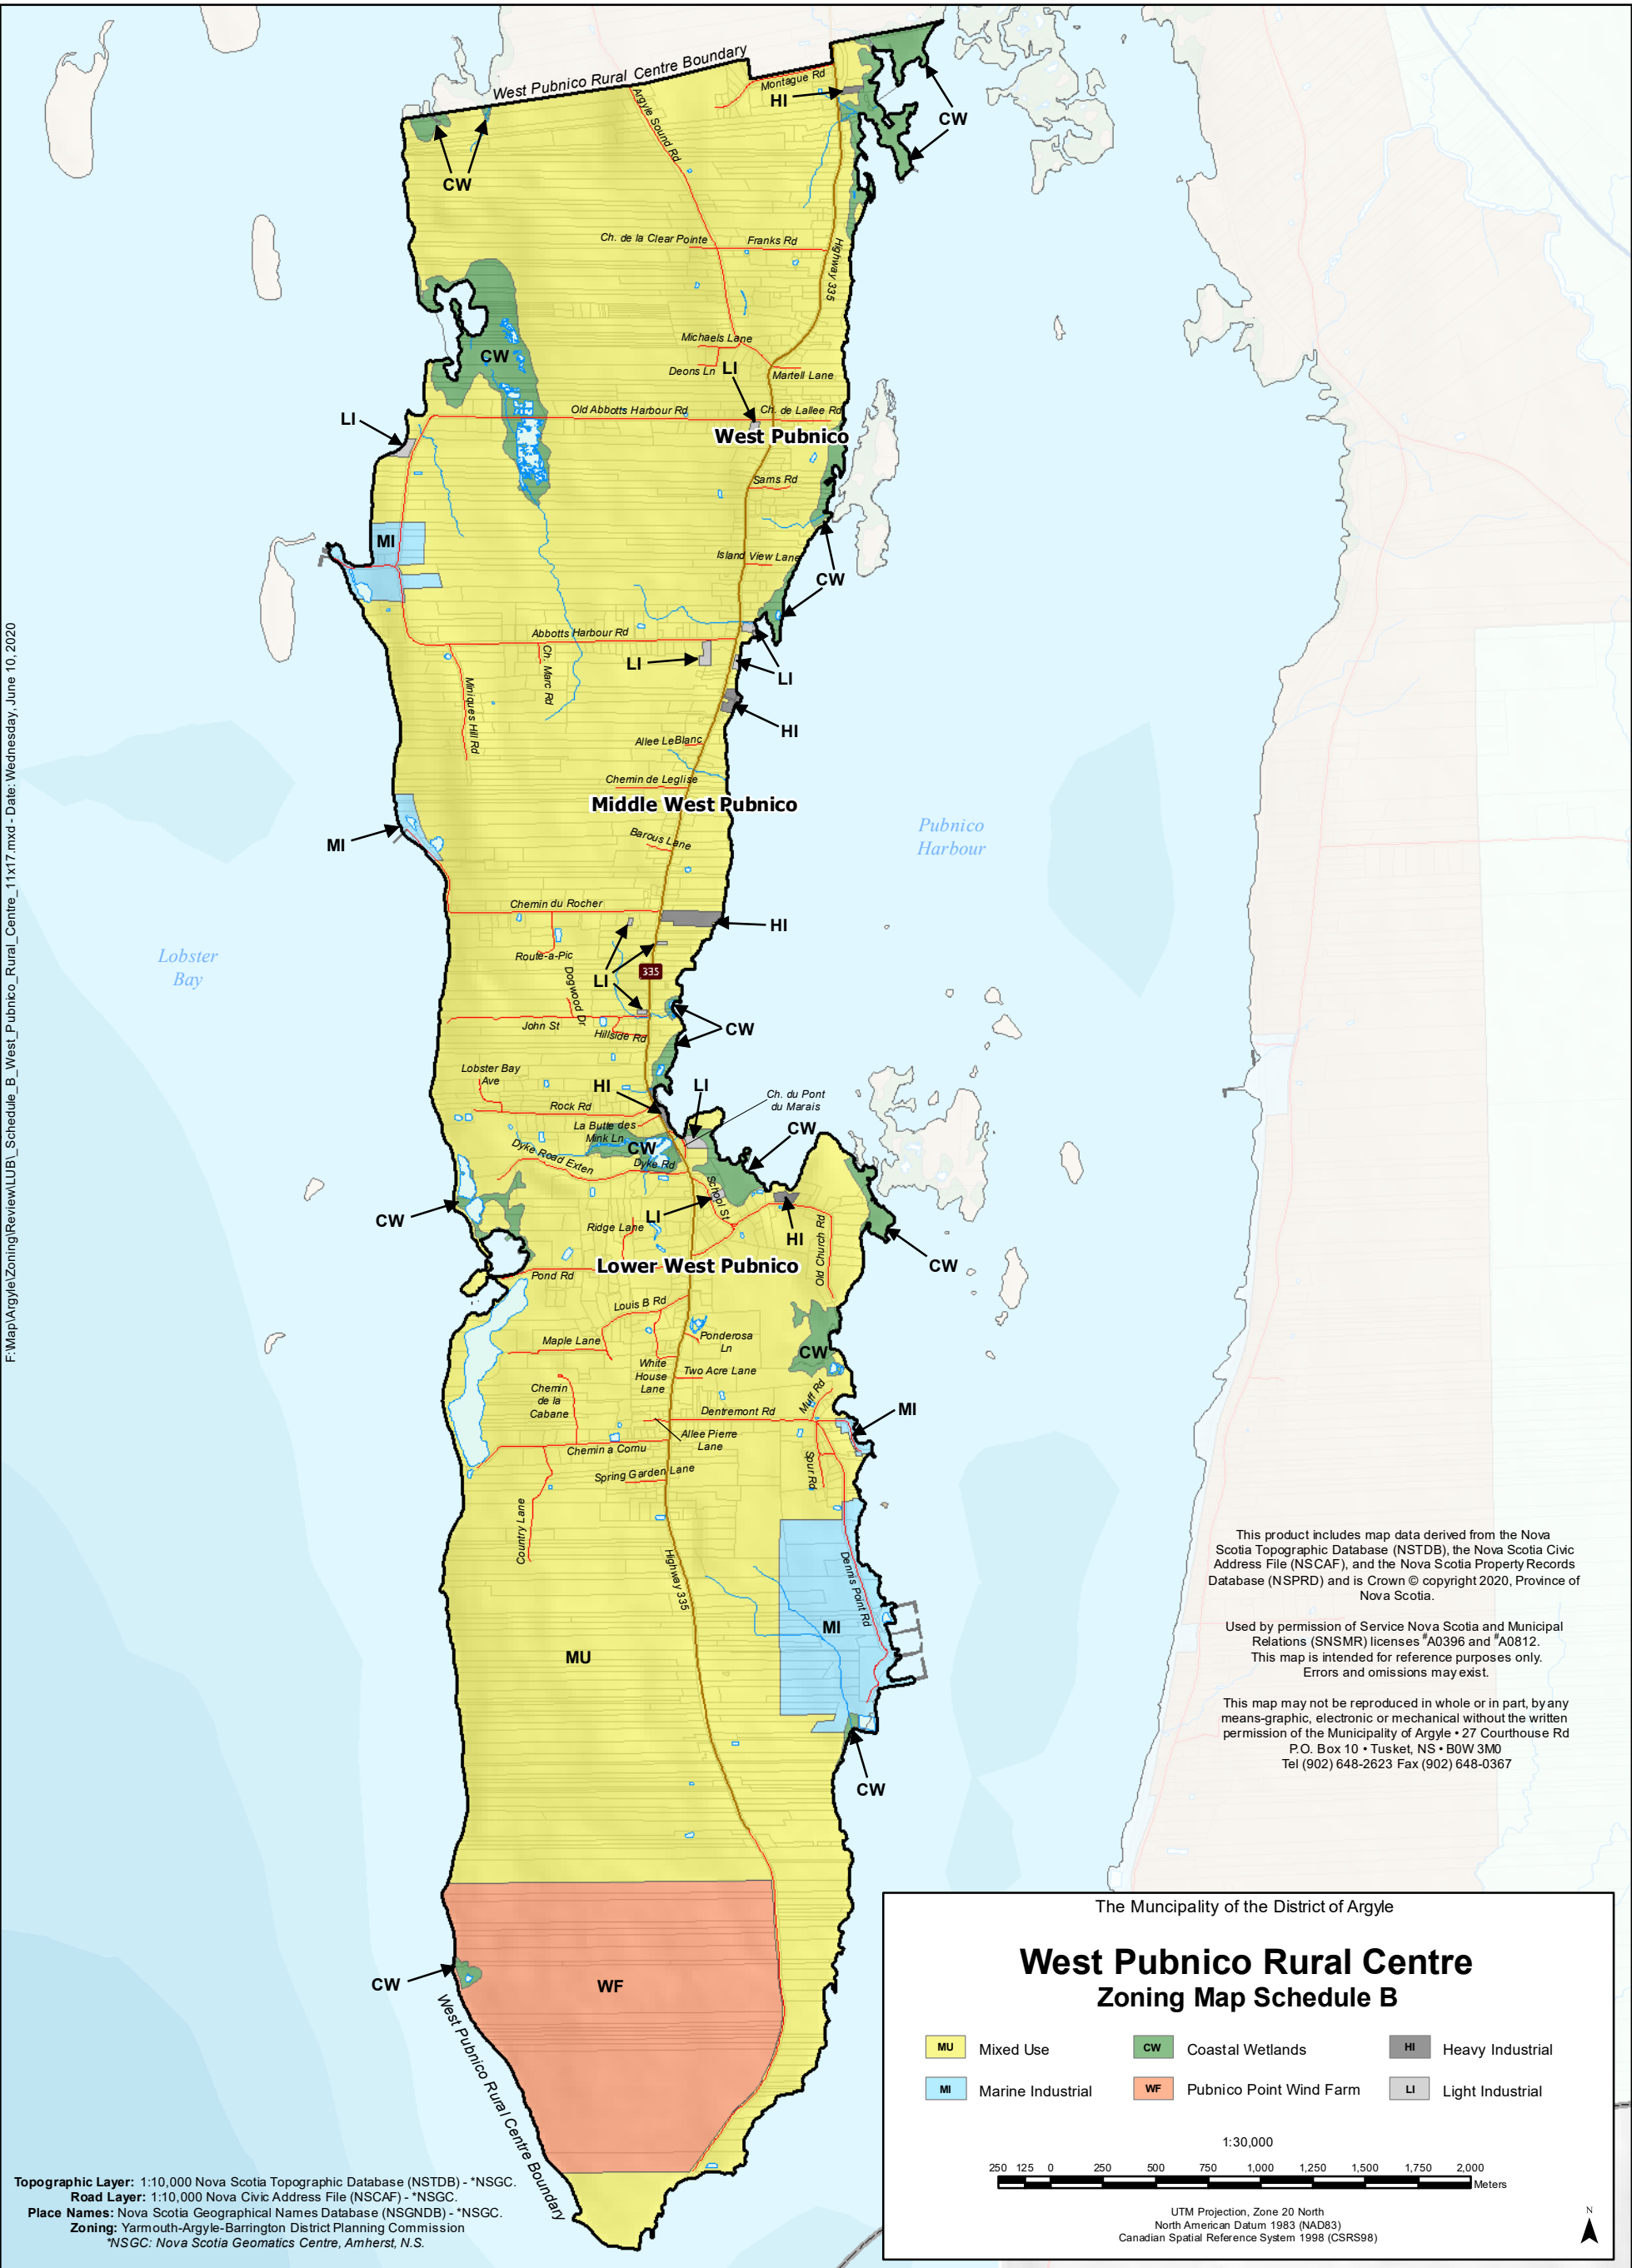 West Pubnico Rural Centre Boundary
Montague Rd
HI
CW
Argyle Sound Rd
CW
Ch. de la Clear Pointe
Franks Rd
Highway 335
Michaels Lane
CW
Deons Ln
LI
Martell Lane
Old Abbotts Harbour Rd
Ch. de Lallee Rd
LI
West Pubnico
Sams Rd
MI
Island View Lane
CW
Abbotts Harbour Rd
LI
LI
Ch. Marc Rd
Miniques Hill Rd
HI
Allee LeBlanc
Chemin de Leglise
Middle West Pubnico
Barous Lane
MI
Pubnico
Harbour
Chemin du Rocher
HI
Lobster
Bay
Route-a-Pic
335
LI
Dogwood Dr
John St
CW
Hillside Rd
Lobster Bay
Ave
HI
LI
Ch. du Pont
du Marais
Rock Rd
La Butte des
Mink Ln
CW
CW
Dyke Road Exten
Dyke Rd
School St
CW
LI
Ridge Lane
HI
Old Church Rd
CW
Lower West Pubnico
Pond Rd
Louis B Rd
Maple Lane
Ponderosa
Ln
CW
White
House
Lane
Two Acre Lane
Chemin
de la
Cabane
Muff Rd
Dentremont Rd
MI
Allee Pierre
Lane
Chemin a Cornu
Spur Rd
Spring Garden Lane
Country Lane
Highway 335
Dennis Point Rd
MI
MU
CW
CW
WF
West Pubnico Rural Centre Boundary
F:\Map\Argyle\Zoning\Review\LUB\_Schedule_B_West_Pubnico_Rural_Centre_11x17.mxd - Date: Wednesday, June 10, 2020
This product includes map data derived from the Nova
Scotia Topographic Database (NSTDB), the Nova Scotia Civic
Address File (NSCAF), and the Nova Scotia Property Records
Database (NSPRD) and is Crown © copyright 2020, Province of
Nova Scotia.
Used by permission of Service Nova Scotia and Municipal
Relations (SNSMR) licenses #A0396 and #A0812.
This map is intended for reference purposes only.
Errors and omissions may exist.
This map may not be reproduced in whole or in part, by any
means-graphic, electronic or mechanical without the written
permission of the Municipality of Argyle • 27 Courthouse Rd
P.O. Box 10 • Tusket, NS • B0W 3M0
Tel (902) 648-2623 Fax (902) 648-0367
The Muncipality of the District of Argyle
West Pubnico Rural Centre
Zoning Map Schedule B
MU Mixed Use
CW Coastal Wetlands
HI Heavy Industrial
MI Marine Industrial
WF Pubnico Point Wind Farm
LI Light Industrial
1:30,000
250 125 0 250 500 750 1,000 1,250 1,500 1,750 2,000
Meters
UTM Projection, Zone 20 North
North American Datum 1983 (NAD83)
Canadian Spatial Reference System 1998 (CSRS98)
N
Topographic Layer: 1:10,000 Nova Scotia Topographic Database (NSTDB) - *NSGC.
Road Layer: 1:10,000 Nova Civic Address File (NSCAF) - *NSGC.
Place Names: Nova Scotia Geographical Names Database (NSGNDB) - *NSGC.
Zoning: Yarmouth-Argyle-Barrington District Planning Commission
*NSGC: Nova Scotia Geomatics Centre, Amherst, N.S.